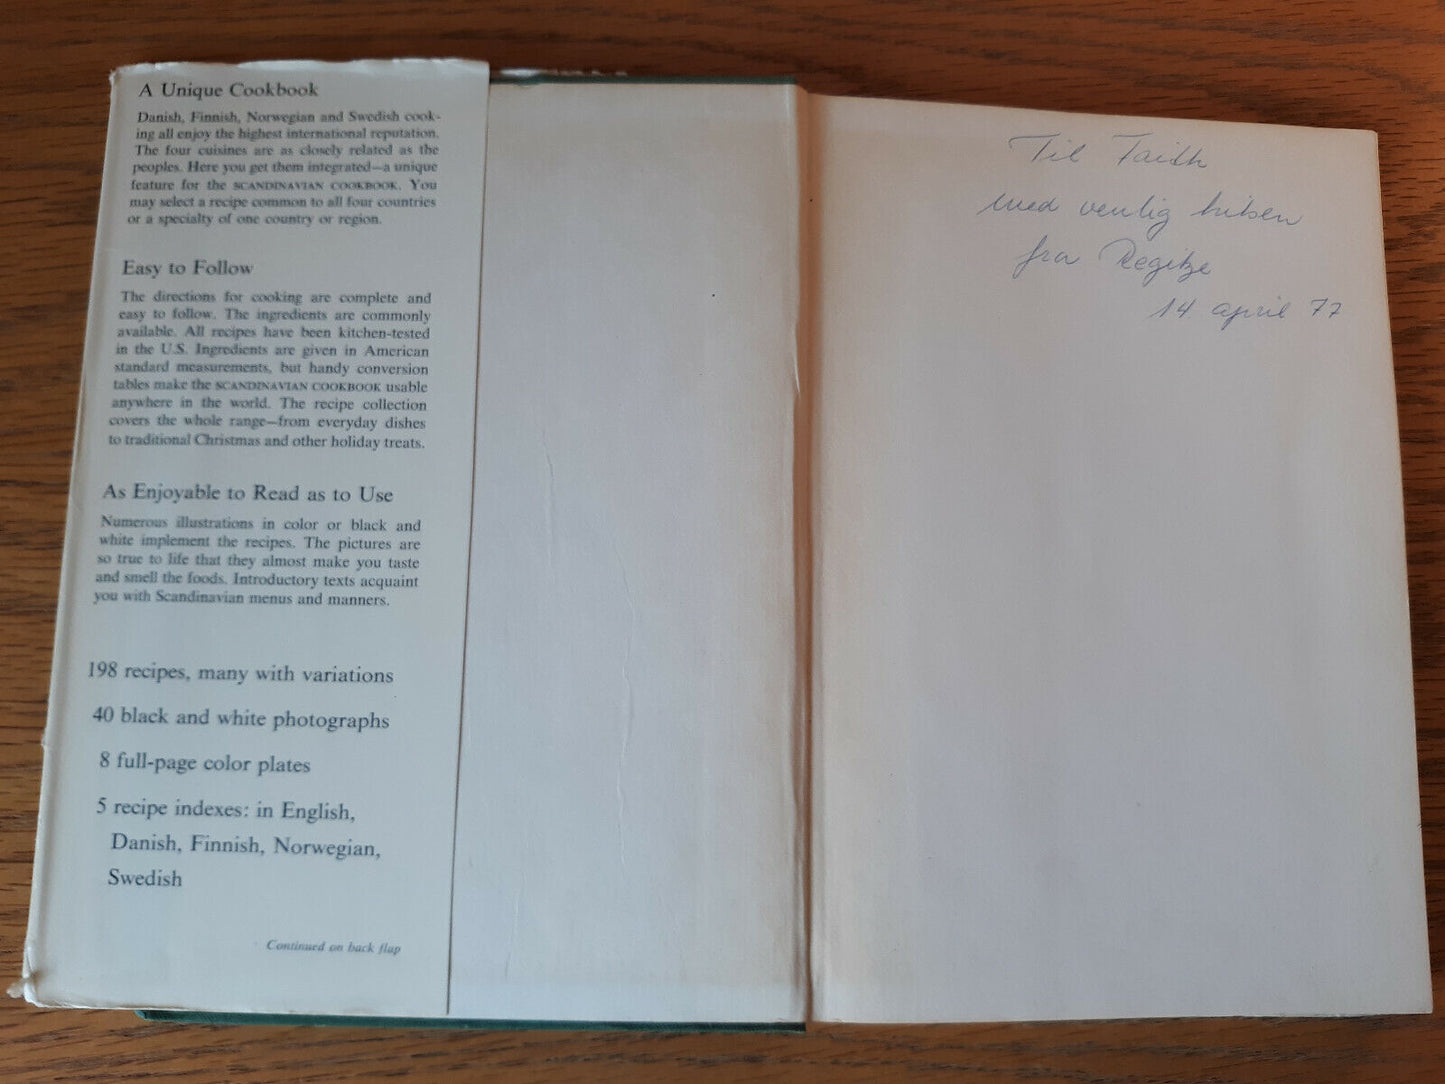 A Unique Cookbook
Danish, Finnish, Norwegian and Swedish cook-
ing all enjoy the highest international reputation.
The four cuisines are as closely related as the
peoples. Here you get them integrated—a unique
feature for the SCANDINAVIAN COOKBOOK. You
may select a recipe common to all four countries
or a specialty of one country or region.
Easy to Follow
The directions for cooking are complete and
easy to follow. The ingredients are commonly
available. All recipes have been kitchen-tested
in the U.S. Ingredients are given in American
standard measurements, but handy conversion
tables make the SCANDINAVIAN COOKBOOK usable
anywhere in the world. The recipe collection
covers the whole range—from everyday dishes
to traditional Christmas and other holiday treats.
As Enjoyable to Read as to Use
Numerous illustrations in color or black and
white implement the recipes. The pictures are
so true to life that they almost make you taste
and smell the foods. Introductory texts acquaint
you with Scandinavian menus and manners.
198 recipes, many with variations
40 black and white photographs
8 full-page color plates
5 recipe indexes: in English,
Danish, Finnish, Norwegian,
Swedish
Continued on back flap
Til
med venlig hilsen
fra Regitze
14 april 77